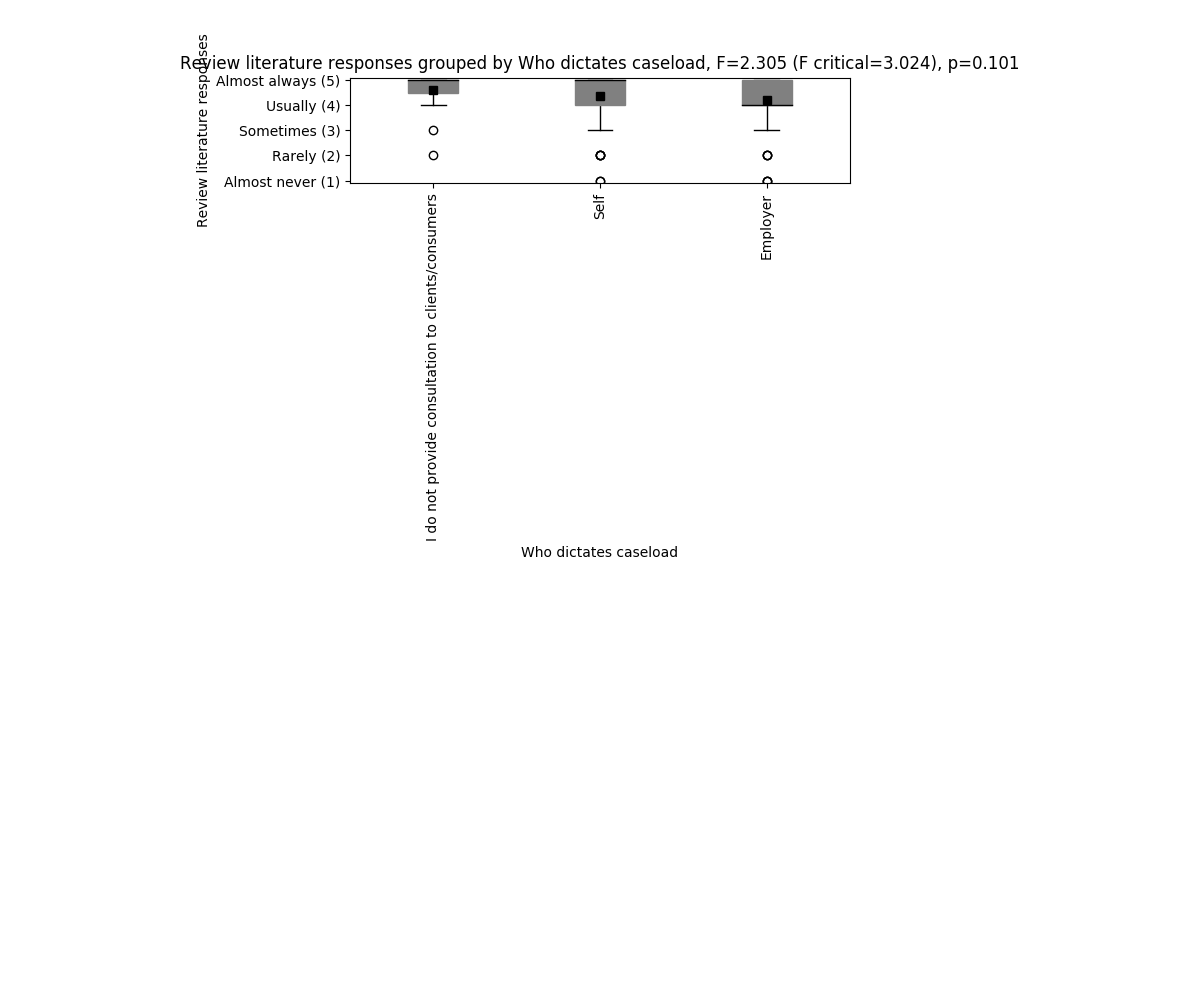 Review literature responses grouped by Who dictates caseload, F=2.305 (F critical=3.024), p=0.101
Review literature responses
Almost always (5)
Usually (4)
Sometimes (3)
Rarely (2)
Almost never (1)
I do not provide consultation to clients/consumers
Self
Employer
Who dictates caseload